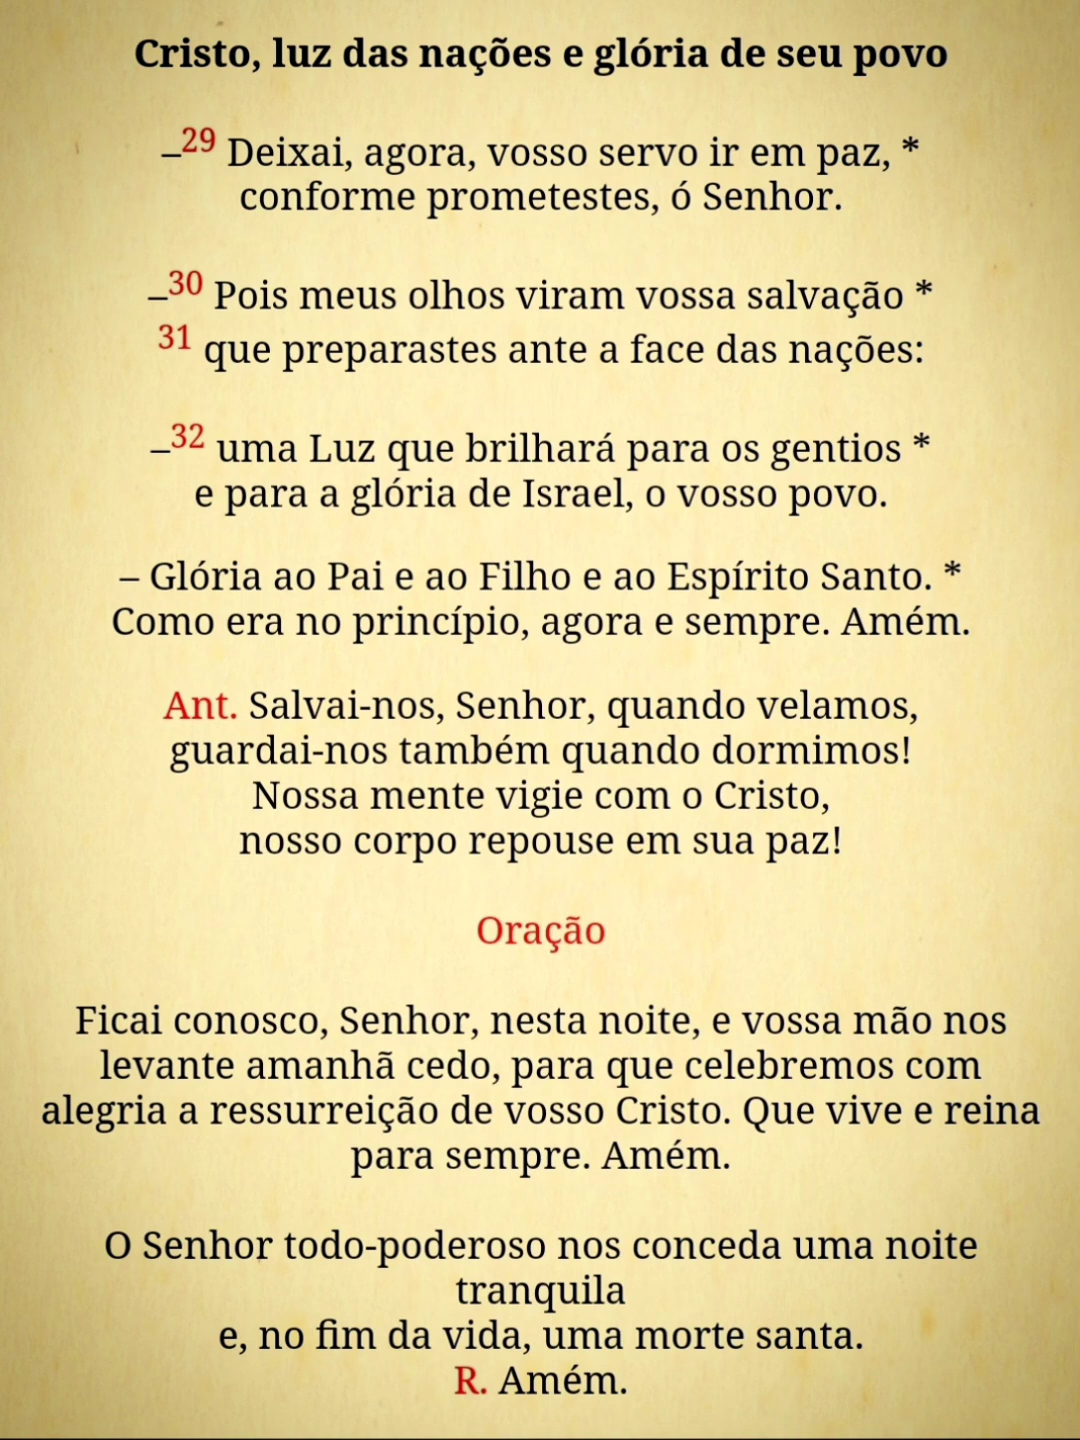 Cristo, luz das nações e glória de seu povo
–29 Deixai, agora, vosso servo ir em paz, *
conforme prometestes, ó Senhor.
–30 Pois meus olhos viram vossa salvação *
31 que preparastes ante a face das nações:
–32 uma Luz que brilhará para os gentios *
e para a glória de Israel, o vosso povo.
– Glória ao Pai e ao Filho e ao Espírito Santo. *
Como era no princípio, agora e sempre. Amém.
Ant. Salvai-nos, Senhor, quando velamos,
guardai-nos também quando dormimos!
Nossa mente vigie com o Cristo,
nosso corpo repouse em sua paz!
Oração
Ficai conosco, Senhor, nesta noite, e vossa mão nos
levante amanhã cedo, para que celebremos com
alegria a ressurreição de vosso Cristo. Que vive e reina
para sempre. Amém.
O Senhor todo-poderoso nos conceda uma noite
tranquila
e, no fim da vida, uma morte santa.
R. Amém.